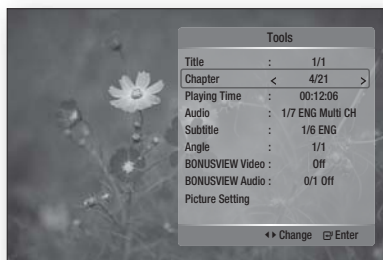 Tools
Title : 1/1
Chapter < 4/21 >
Playing Time : 00:12:06
Audio : 1/7 ENG Multi CH
Subtitle : 1/6 ENG
Angle : 1/1
BONUSVIEW Video : Off
BONUSVIEW Audio : 0/1 Off
Picture Setting
◄► Change Enter